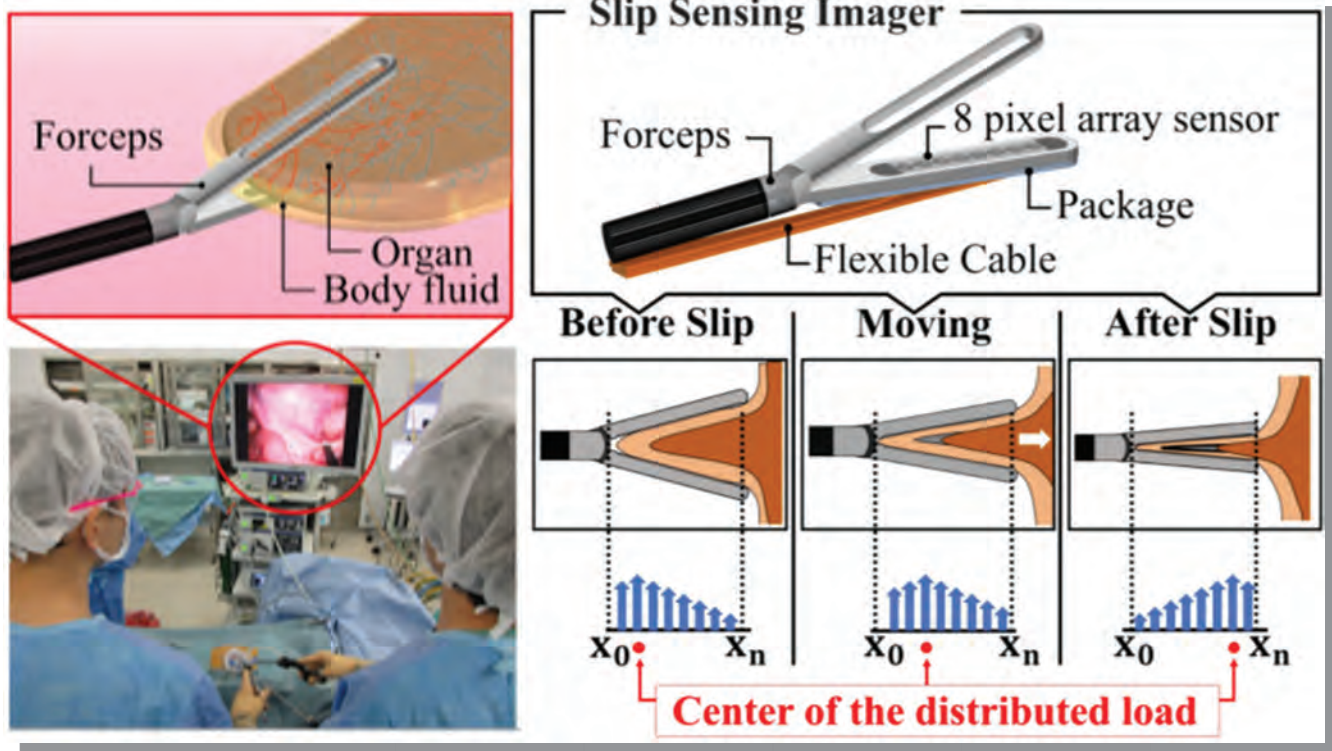 Forceps
Organ
Body fluid
Slip Sensing Imager
Forceps
8 pixel array sensor
Package
Flexible Cable
Before Slip
Moving
After Slip
x0 xn
x0 xn
x0 xn
Center of the distributed load